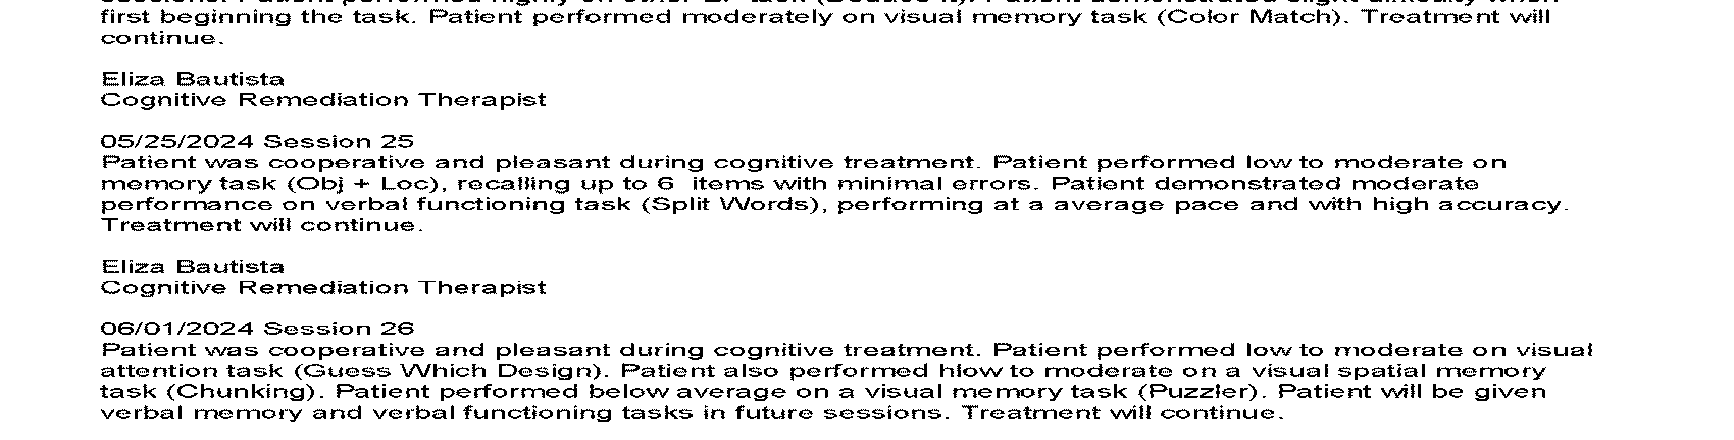 first beginning the task. Patient performed moderately on visual memory task (Color Match). Treatment will
continue.
Eliza Bautista
Cognitive Remediation Therapist
05/25/2024 Session 25
Patient was cooperative and pleasant during cognitive treatment. Patient performed low to moderate on
memory task (Obj + Loc), recalling up to 6 items with minimal errors. Patient demonstrated moderate
performance on verbal functioning task (Split Words), performing at a average pace and with high accuracy.
Treatment will continue.
Eliza Bautista
Cognitive Remediation Therapist
06/01/2024 Session 26
Patient was cooperative and pleasant during cognitive treatment. Patient performed low to moderate on visual
attention task (Guess Which Design). Patient also performed hlow to moderate on a visual spatial memory
task (Chunking). Patient performed below average on a visual memory task (Puzzler). Patient will be given
verbal memory and verbal functioning tasks in future sessions. Treatment will continue.